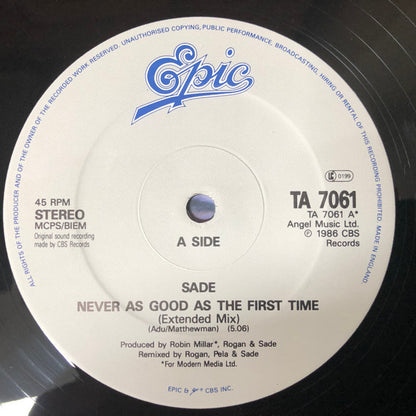 ALL RIGHTS OF THE PRODUCER AND OF THE OWNER OF THE RECORDED WORK RESERVED. UNAUTHORISED COPYING, PUBLIC PERFORMANCE, BROADCASTING, HIRING OR RENTAL OF THIS RECORDING PROHIBITED. MADE IN ENGLAND.
Epic
LC 0199
45 RPM
STEREO
MCPS/BIEM
Original sound recording
made by CBS Records
A SIDE
TA 7061
TA 7061 A*
Angel Music Ltd.
℗ 1986 CBS
Records
SADE
NEVER AS GOOD AS THE FIRST TIME
(Extended Mix)
(Adu/Matthewman) (5.06)
Produced by Robin Millar*, Rogan & Sade
Remixed by Rogan, Pela & Sade
*For Modern Media Ltd.
EPIC & CBS INC.